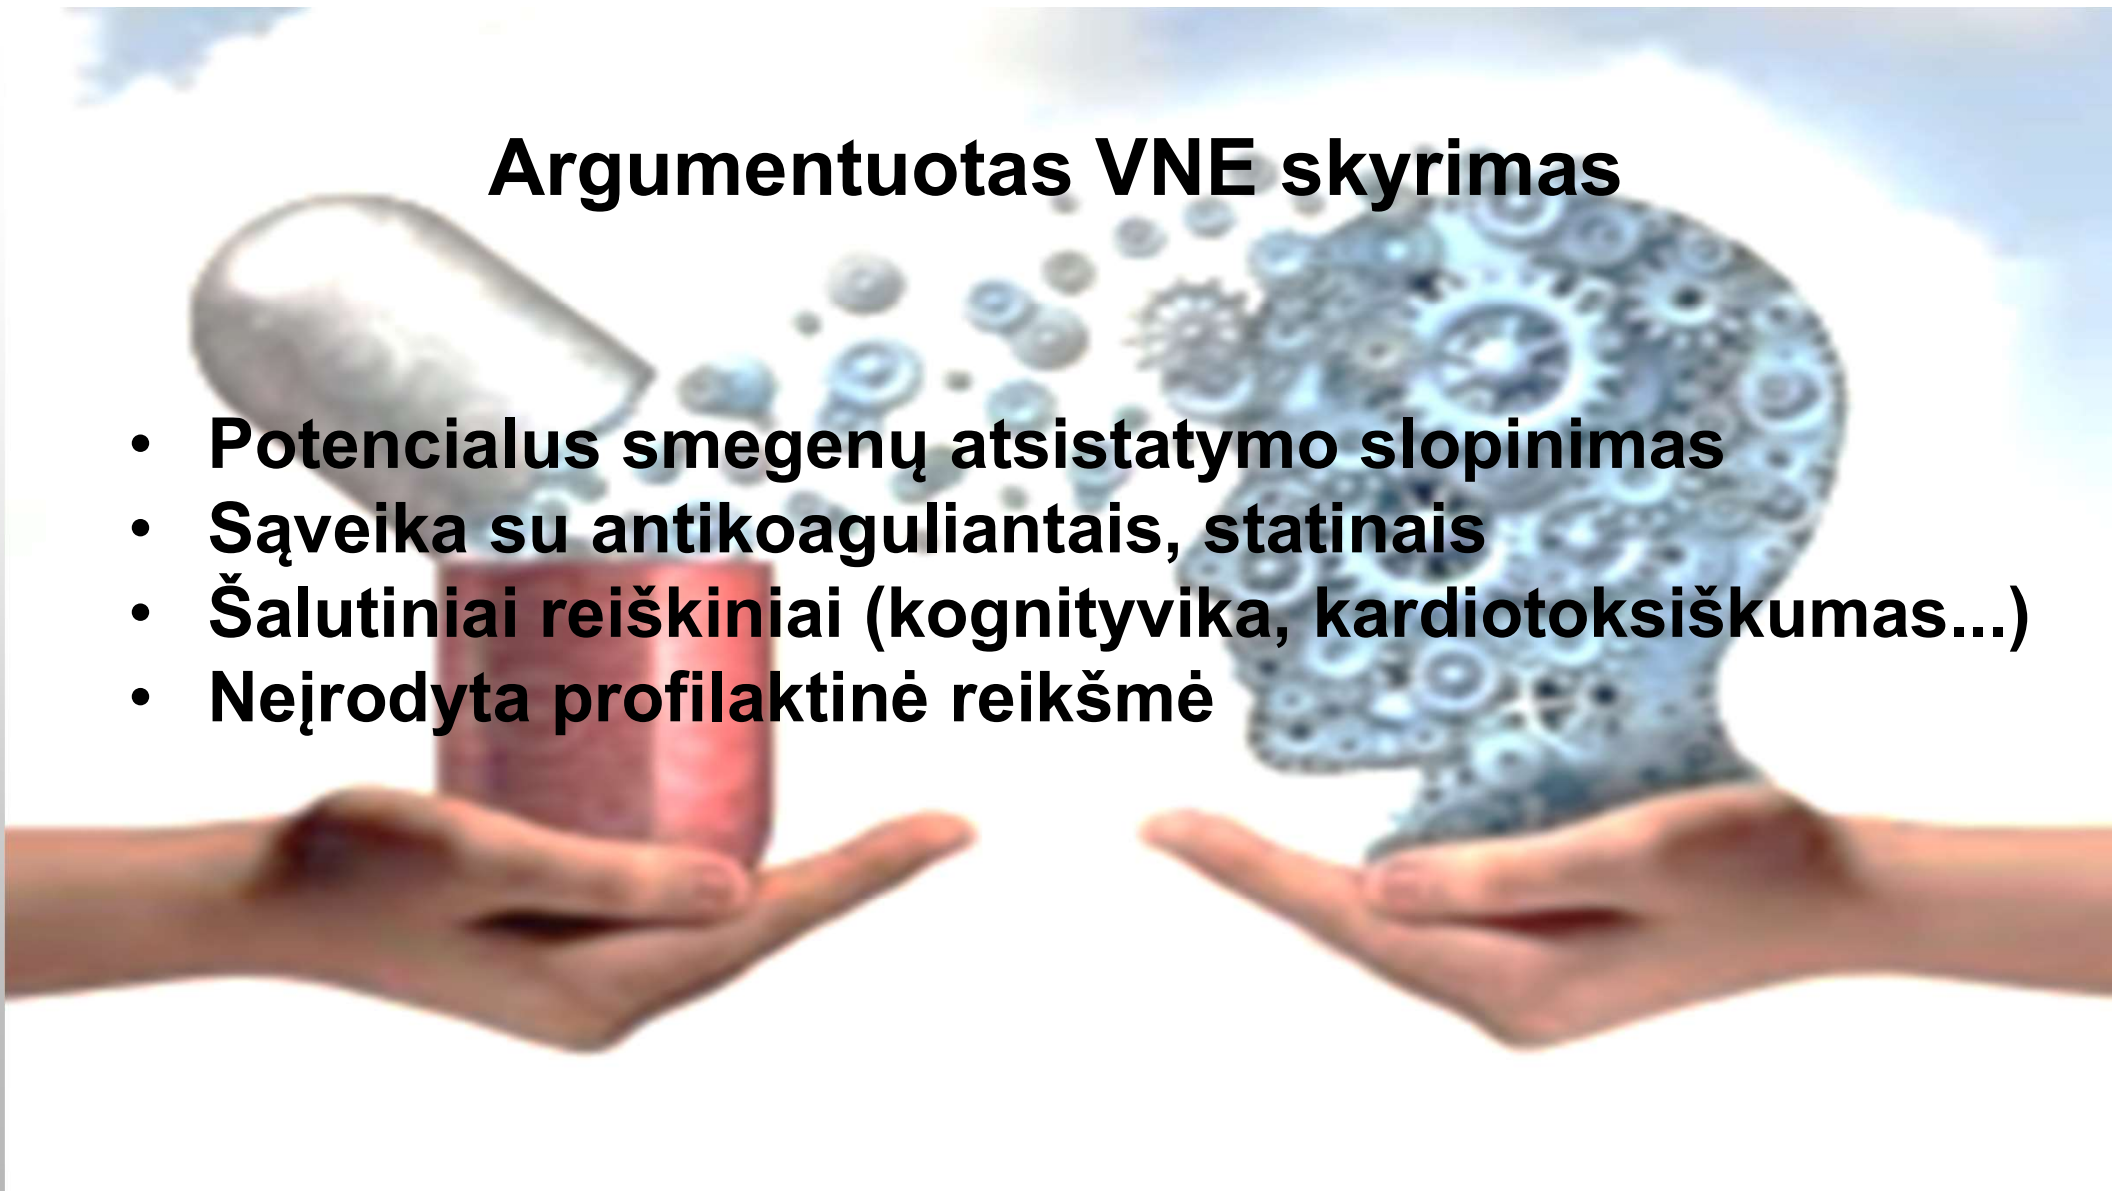 Argumentuotas VNE skyrimas
• Potencialus smegenų atsistatymo slopinimas
• Sąveika su antikoaguliantais, statinais
• Šalutiniai reiškiniai (kognityvika, kardiotoksiškumas...)
• Neįrodyta profilaktinė reikšmė